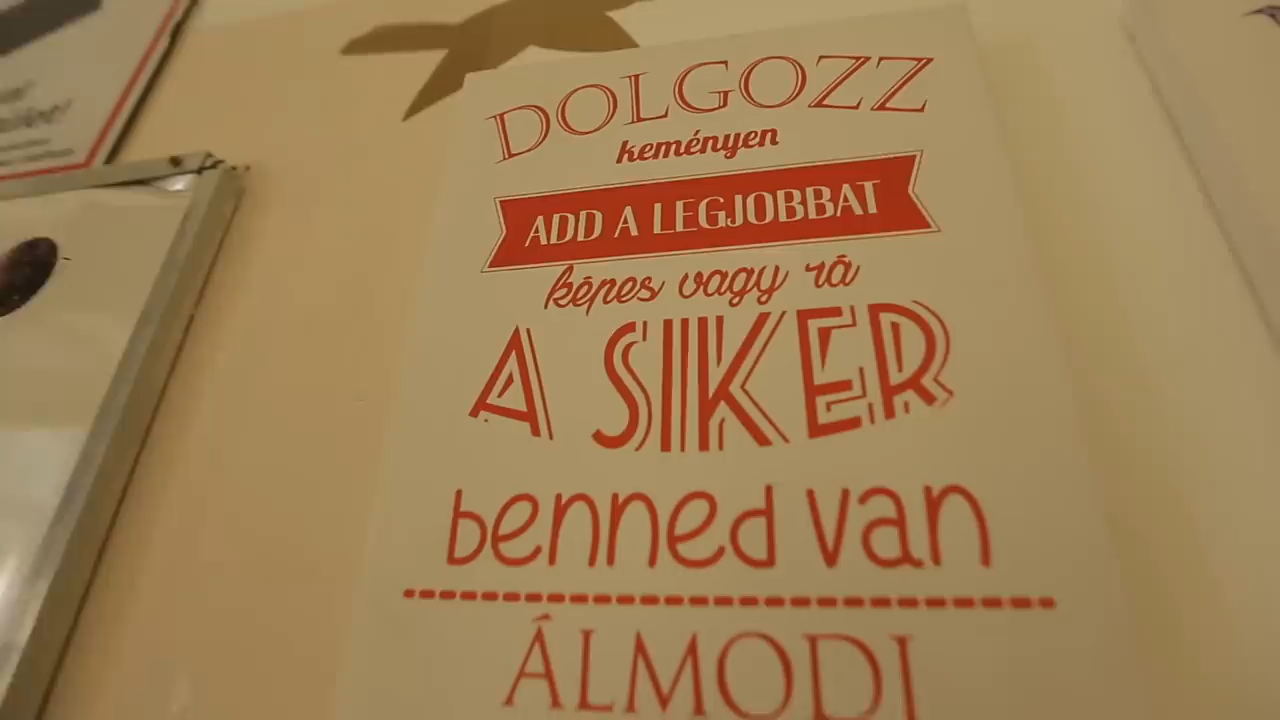 DOLGOZZ
keményen
ADD A LEGJOBBAT
képes vagy rá
A SIKER
benned van
ÁLMODJ